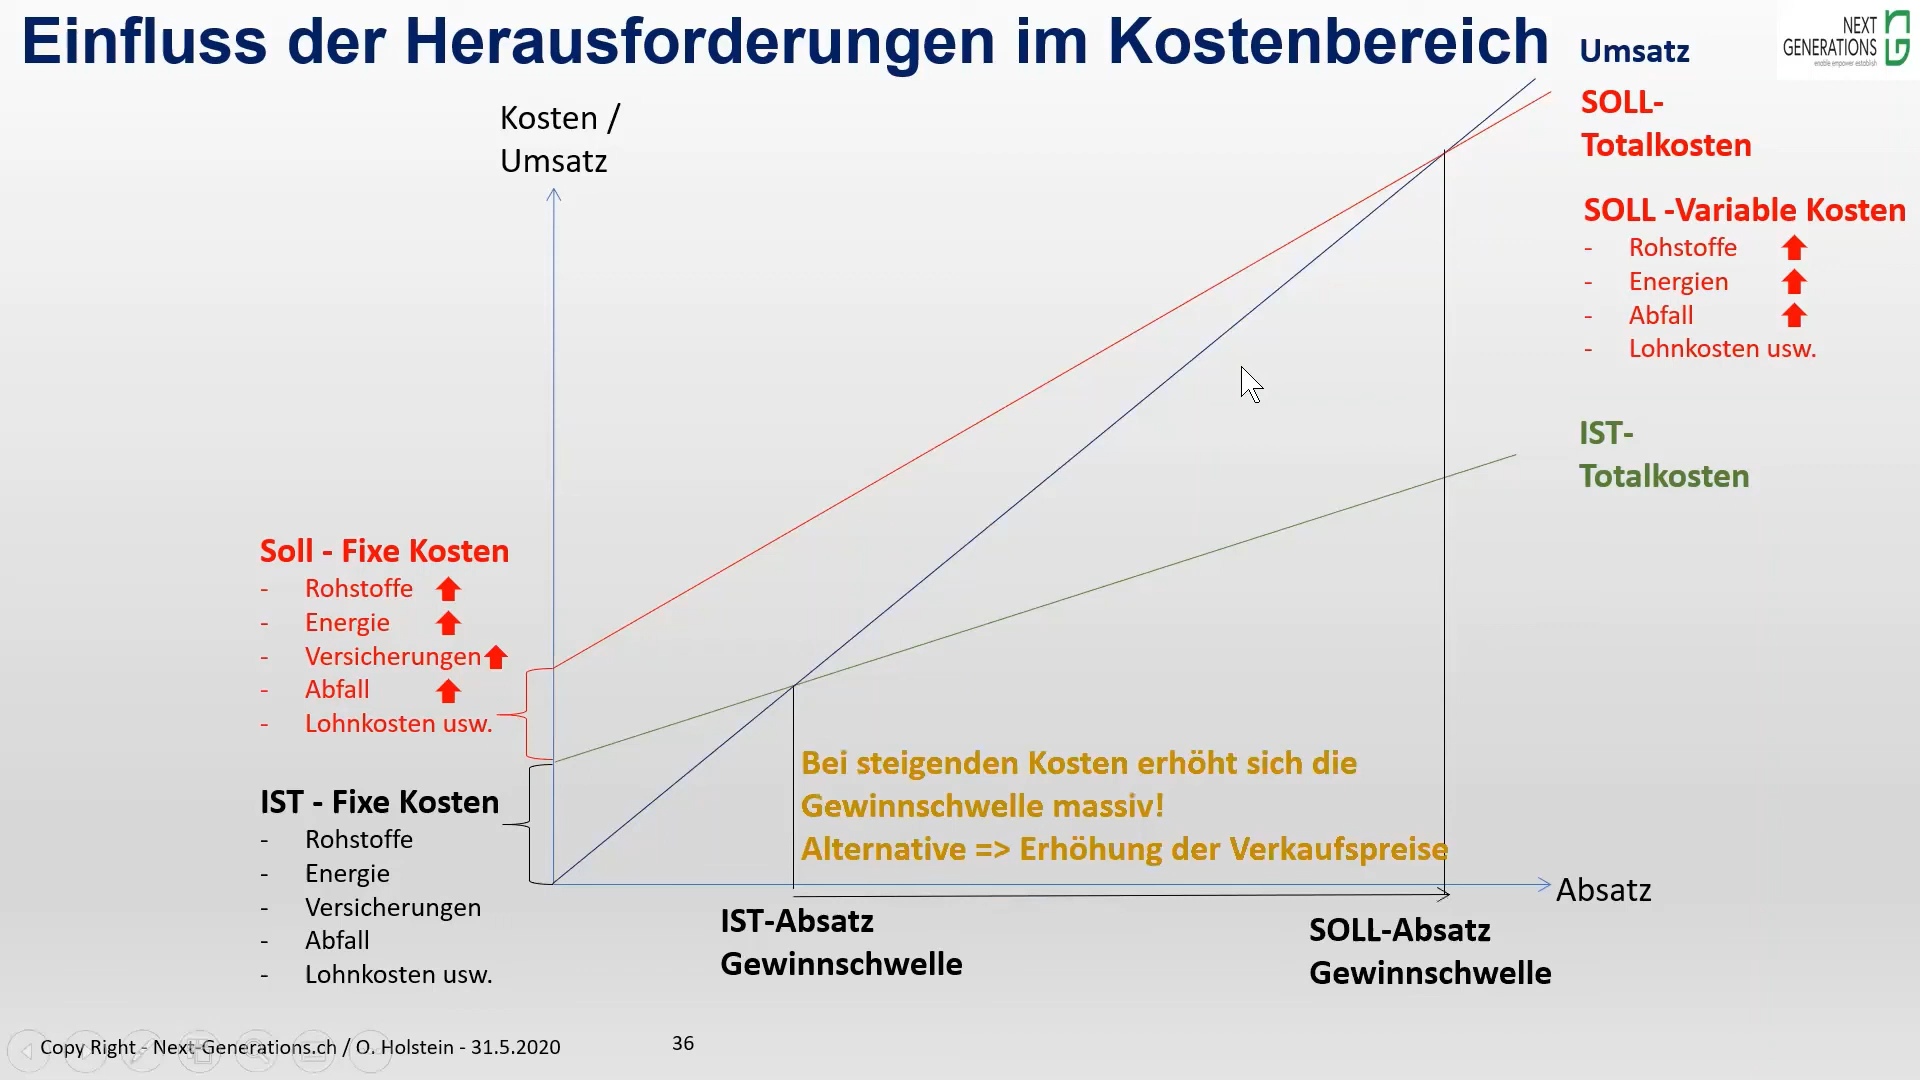 Einfluss der Herausforderungen im Kostenbereich
Umsatz
NEXT
GENERATIONS
enable empower establish
SOLL-
Totalkosten
Kosten /
Umsatz
SOLL -Variable Kosten
- Rohstoffe
- Energien
- Abfall
- Lohnkosten usw.
IST-
Totalkosten
Soll - Fixe Kosten
- Rohstoffe
- Energie
- Versicherungen
- Abfall
- Lohnkosten usw.
IST - Fixe Kosten
- Rohstoffe
- Energie
- Versicherungen
- Abfall
- Lohnkosten usw.
Bei steigenden Kosten erhöht sich die
Gewinnschwelle massiv!
Alternative => Erhöhung der Verkaufspreise
Absatz
IST-Absatz
Gewinnschwelle
SOLL-Absatz
Gewinnschwelle
Copy Right - Next-Generations.ch / O. Holstein - 31.5.2020
36